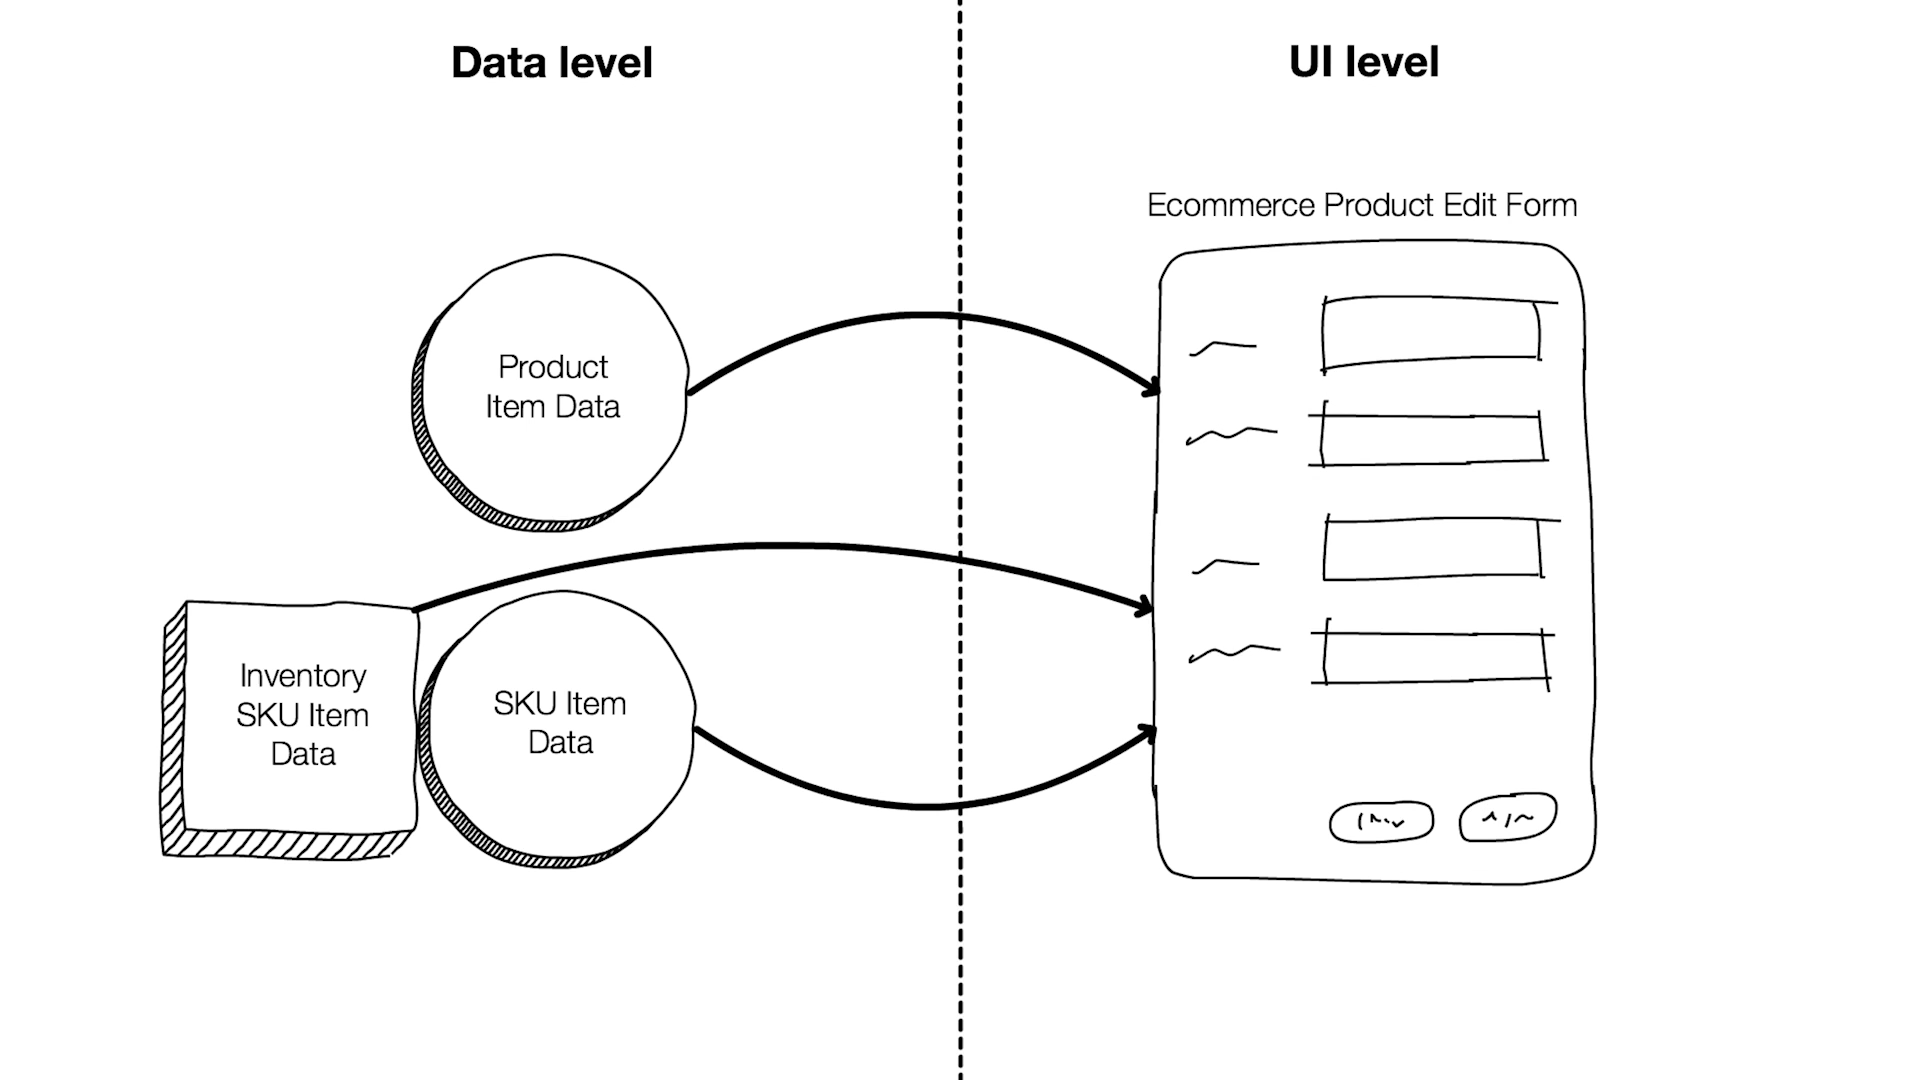 Data level
UI level
Ecommerce Product Edit Form
Product
Item Data
Inventory
SKU Item
Data
SKU Item
Data